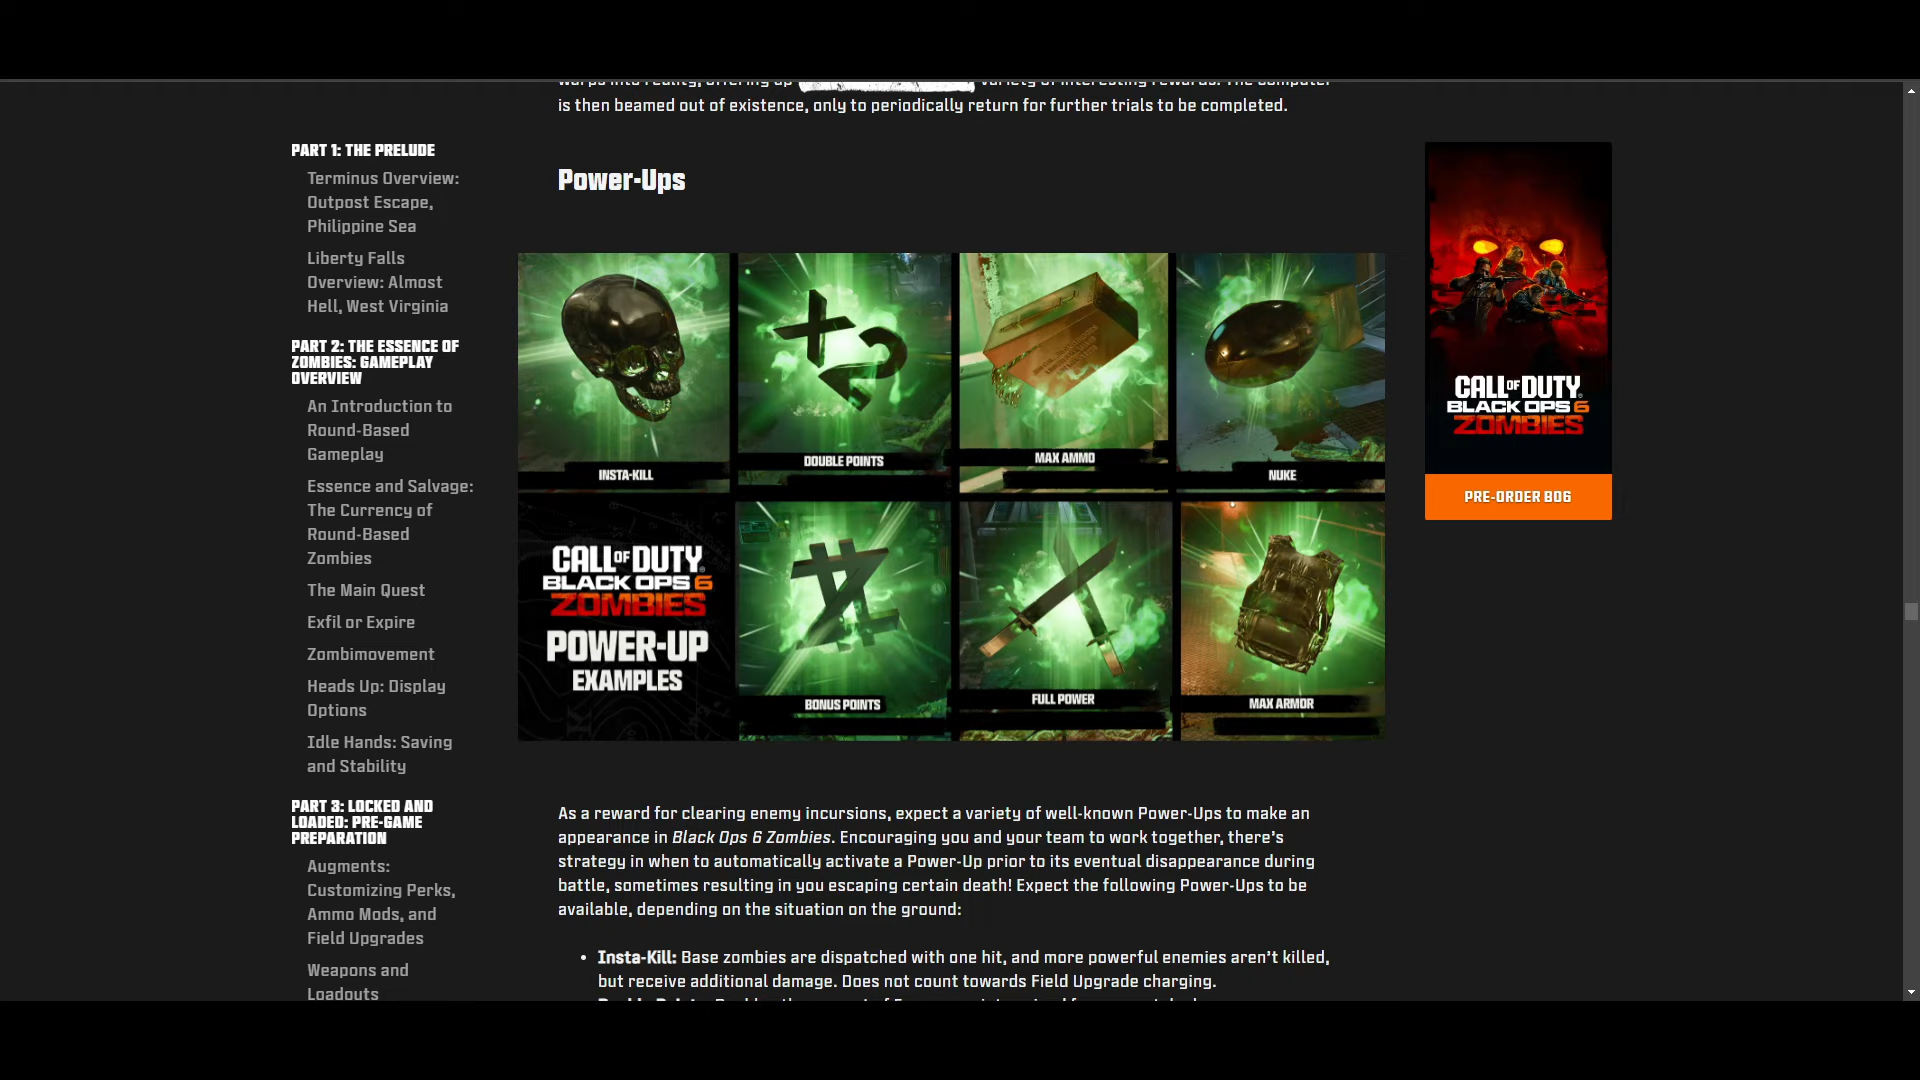 is then beamed out of existence, only to periodically return for further trials to be completed.
PART 1: THE PRELUDE
Terminus Overview:
Outpost Escape,
Philippine Sea
Liberty Falls
Overview: Almost
Hell, West Virginia
PART 2: THE ESSENCE OF
ZOMBIES: GAMEPLAY
OVERVIEW
An Introduction to
Round-Based
Gameplay
Essence and Salvage:
The Currency of
Round-Based
Zombies
The Main Quest
Exfil or Expire
Zombimovement
Heads Up: Display
Options
Idle Hands: Saving
and Stability
PART 3: LOCKED AND
LOADED: PRE-GAME
PREPARATION
Augments:
Customizing Perks,
Ammo Mods, and
Field Upgrades
Weapons and
Loadouts
Power-Ups
INSTA-KILL
DOUBLE POINTS
MAX AMMO
NUKE
CALL OF DUTY
BLACK OPS 6
ZOMBIES
POWER-UP
EXAMPLES
BONUS POINTS
FULL POWER
MAX ARMOR
As a reward for clearing enemy incursions, expect a variety of well-known Power-Ups to make an
appearance in Black Ops 6 Zombies. Encouraging you and your team to work together, there's
strategy in when to automatically activate a Power-Up prior to its eventual disappearance during
battle, sometimes resulting in you escaping certain death! Expect the following Power-Ups to be
available, depending on the situation on the ground:
• Insta-Kill: Base zombies are dispatched with one hit, and more powerful enemies aren't killed,
but receive additional damage. Does not count towards Field Upgrade charging.
CALL OF DUTY
BLACK OPS 6
ZOMBIES
PRE-ORDER BO6